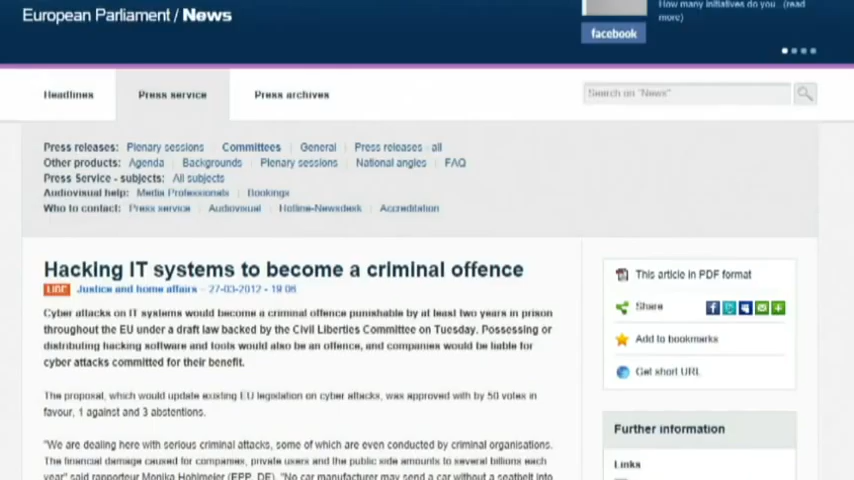 European Parliament / News
How many initiatives do you ...(read
more)
facebook
Headlines
Press service
Press archives
Search on "News"
Press releases: Plenary sessions Committees General Press releases - all
Other products: Agenda Backgrounds Plenary sessions National angles FAQ
Press Service - subjects: All subjects
Audiovisual help: Media Professionals Bookings
Who to contact: Press service Audiovisual Hotline-Newsdesk Accreditation
Hacking IT systems to become a criminal offence
LIBE Justice and home affairs − 27-03-2012 - 19:06
Cyber attacks on IT systems would become a criminal offence punishable by at least two years in prison
throughout the EU under a draft law backed by the Civil Liberties Committee on Tuesday. Possessing or
distributing hacking software and tools would also be an offence, and companies would be liable for
cyber attacks committed for their benefit.
The proposal, which would update existing EU legislation on cyber attacks, was approved with by 50 votes in
favour, 1 against and 3 abstentions.
"We are dealing here with serious criminal attacks, some of which are even conducted by criminal organisations.
The financial damage caused for companies, private users and the public side amounts to several billions each
year" said rapporteur Monika Hohlmeier (EPP, DE). "No car manufacturer may send a car without a seatbelt into
This article in PDF format
Share
Add to bookmarks
Get short URL
Further information
Links